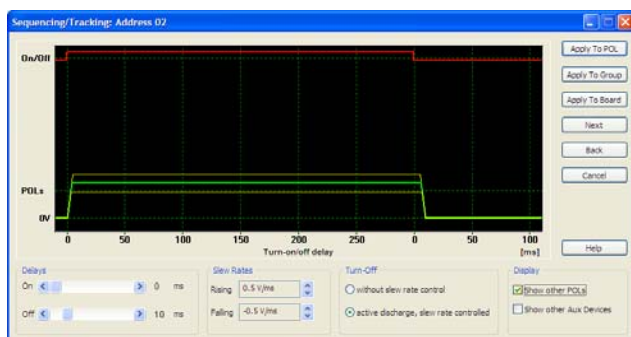 Sequencing/Tracking: Address 02
On/Off
POLs
0V
0 50 100 150 200 250 0 50 100
Turn-on/off delay [ms]
Apply To POL
Apply To Group
Apply To Board
Next
Back
Cancel
Help
Delays
On 0 ms
Off 10 ms
Slew Rates
Rising 0.5 V/ms
Falling -0.5 V/ms
Turn-Off
without slew rate control
active discharge, slew rate controlled
Display
Show other POLs
Show other Aux Devices